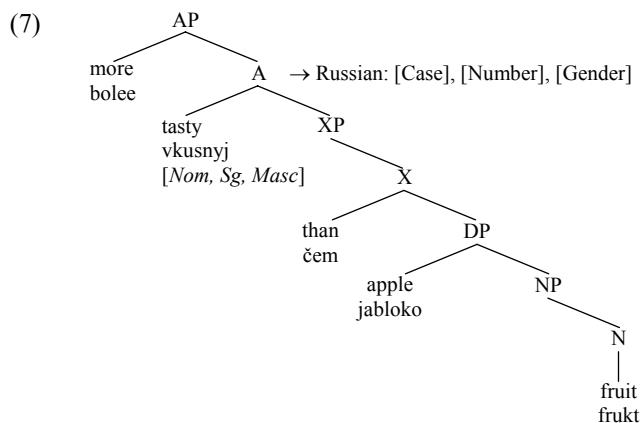 (7)
AP
more
bolee
A → Russian: [Case], [Number], [Gender]
tasty
vkusnyj
[Nom, Sg, Masc]
XP
X
than
čem
DP
apple
jabloko
NP
N
fruit
frukt